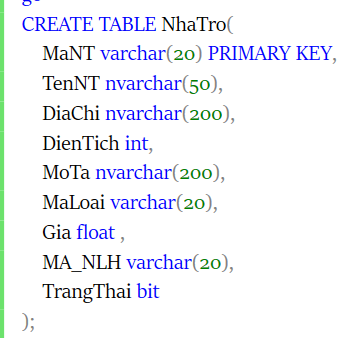 CREATE TABLE NhaTro(
MaNT varchar(20) PRIMARY KEY,
TenNT nvarchar(50),
DiaChi nvarchar(200),
DienTich int,
MoTa nvarchar(200),
MaLoai varchar(20),
Gia float ,
MA_NLH varchar(20),
TrangThai bit
);